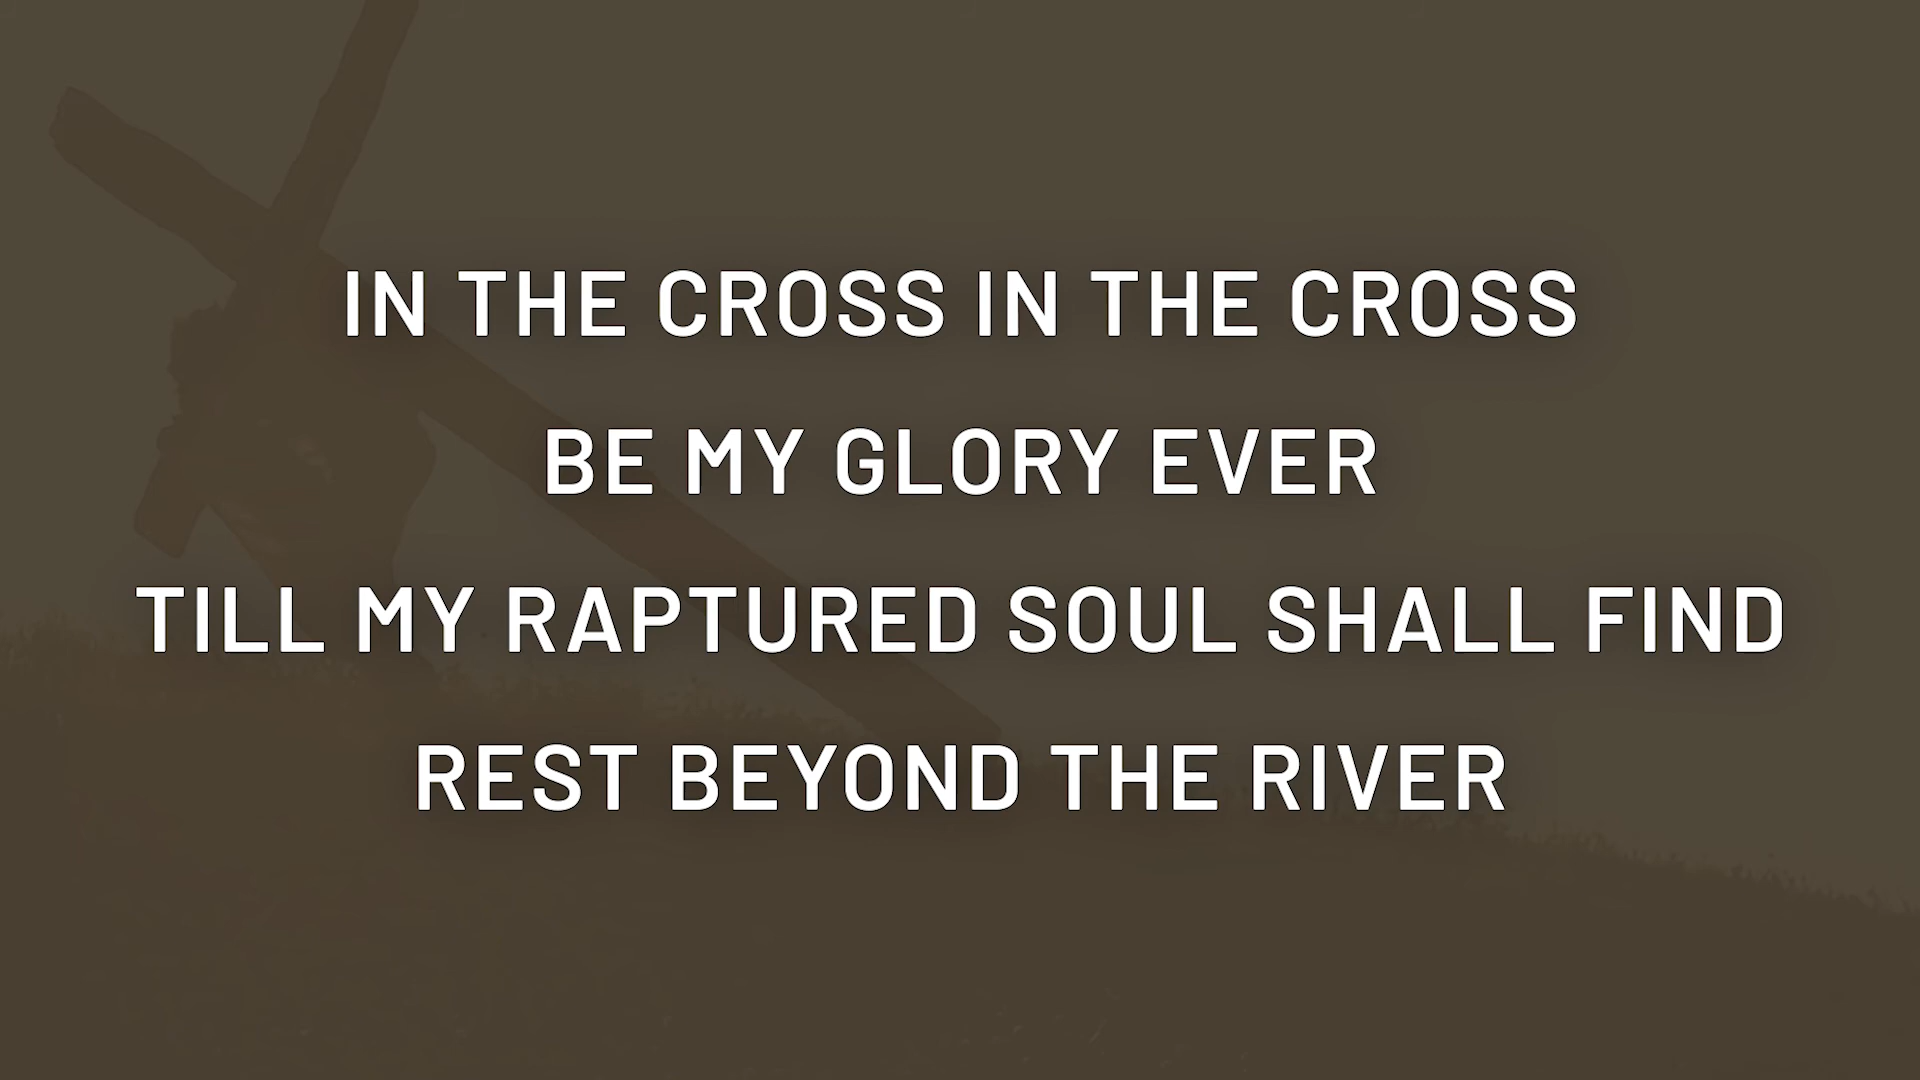 IN THE CROSS IN THE CROSS
BE MY GLORY EVER
TILL MY RAPTURED SOUL SHALL FIND
REST BEYOND THE RIVER